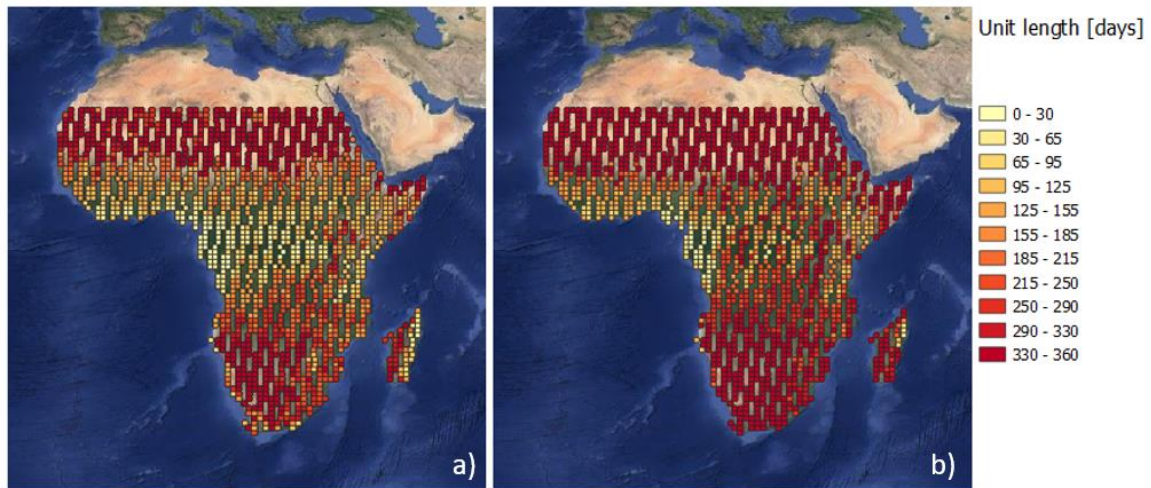 Unit length [days]
0 - 30
30 - 65
65 - 95
95 - 125
125 - 155
155 - 185
185 - 215
215 - 250
250 - 290
290 - 330
330 - 360
a)
b)